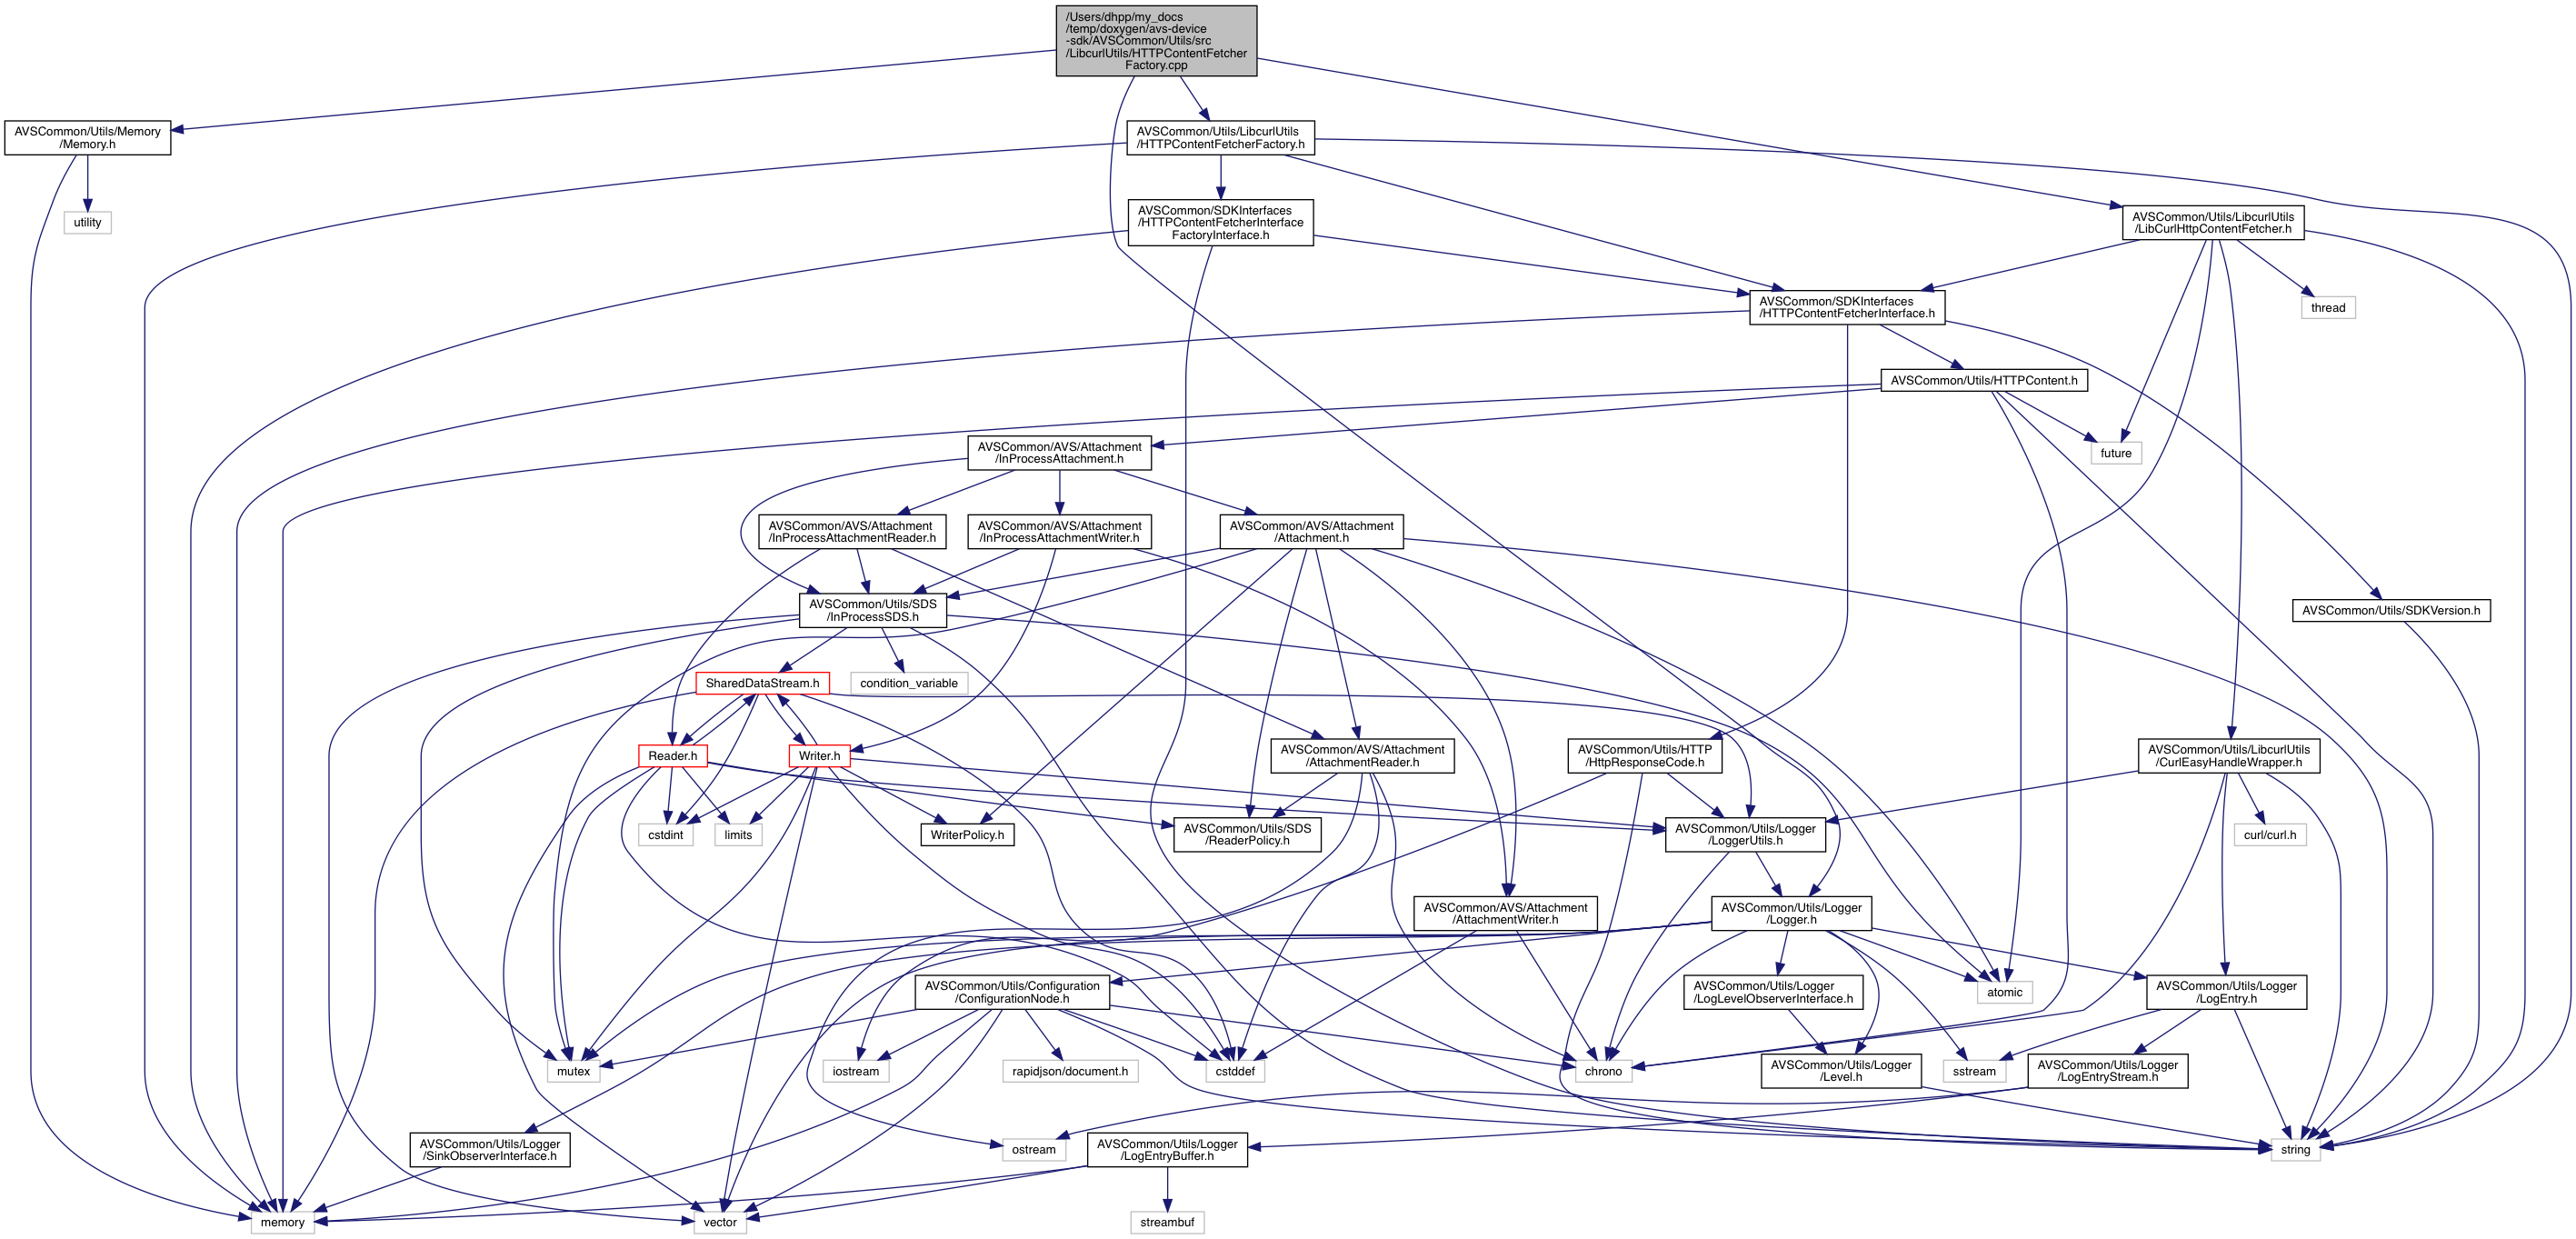 /Users/dhpp/my_docs
/temp/doxygen/avs-device
-sdk/AVSCommon/Utils/src
/LibcurlUtils/HTTPContentFetcher
Factory.cpp
AVSCommon/Utils/Memory
/Memory.h
AVSCommon/Utils/LibcurlUtils
/HTTPContentFetcherFactory.h
utility
AVSCommon/SDKInterfaces
/HTTPContentFetcherInterface
FactoryInterface.h
AVSCommon/Utils/LibcurlUtils
/LibCurlHttpContentFetcher.h
AVSCommon/SDKInterfaces
/HTTPContentFetcherInterface.h
thread
AVSCommon/Utils/HTTPContent.h
AVSCommon/AVS/Attachment
/InProcessAttachment.h
future
AVSCommon/AVS/Attachment
/InProcessAttachmentReader.h
AVSCommon/AVS/Attachment
/InProcessAttachmentWriter.h
AVSCommon/AVS/Attachment
/Attachment.h
AVSCommon/Utils/SDS
/InProcessSDS.h
AVSCommon/Utils/SDKVersion.h
SharedDataStream.h
condition_variable
Reader.h
Writer.h
AVSCommon/AVS/Attachment
/AttachmentReader.h
AVSCommon/Utils/HTTP
/HttpResponseCode.h
AVSCommon/Utils/LibcurlUtils
/CurlEasyHandleWrapper.h
cstdint
limits
WriterPolicy.h
AVSCommon/Utils/SDS
/ReaderPolicy.h
AVSCommon/Utils/Logger
/LoggerUtils.h
curl/curl.h
AVSCommon/AVS/Attachment
/AttachmentWriter.h
AVSCommon/Utils/Logger
/Logger.h
AVSCommon/Utils/Configuration
/ConfigurationNode.h
AVSCommon/Utils/Logger
/LogLevelObserverInterface.h
atomic
AVSCommon/Utils/Logger
/LogEntry.h
mutex
iostream
rapidjson/document.h
cstddef
chrono
AVSCommon/Utils/Logger
/Level.h
sstream
AVSCommon/Utils/Logger
/LogEntryStream.h
AVSCommon/Utils/Logger
/SinkObserverInterface.h
ostream
AVSCommon/Utils/Logger
/LogEntryBuffer.h
string
memory
vector
streambuf